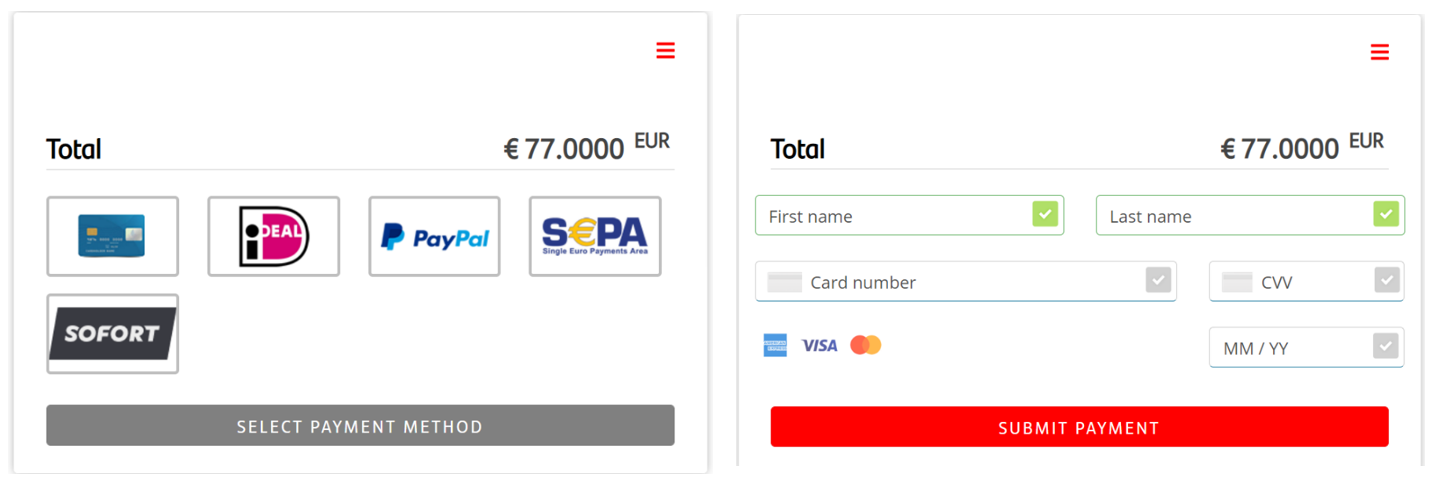 Total € 77.0000 EUR
iDEAL PayPal SEPA
Single Euro Payments Area
SOFORT
SELECT PAYMENT METHOD
Total € 77.0000 EUR
First name Last name
Card number CVV
VISA MM / YY
SUBMIT PAYMENT